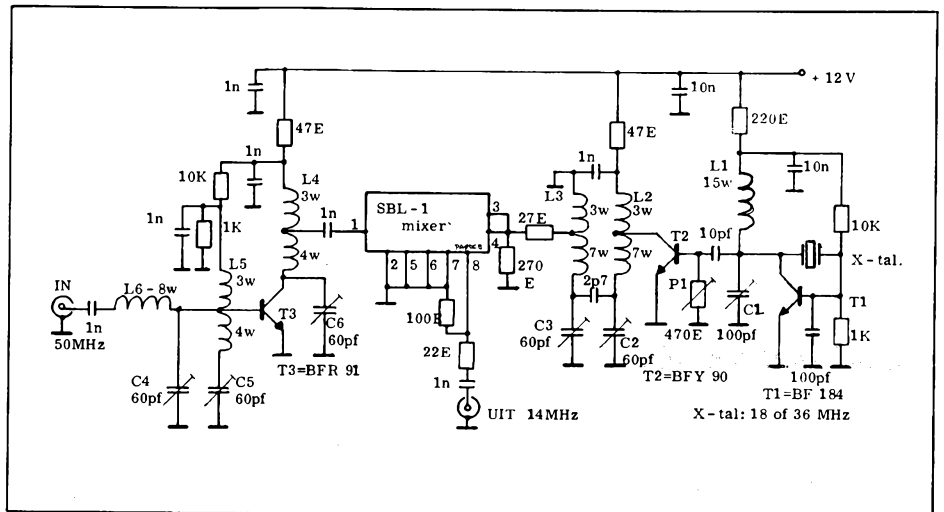 + 12 V
1n
10n
47E
47E
220E
10n
10K
1n
L4
3w
1n
L1
15w
1n
1K
4w
1n
1
SBL-1
mixer
3
4
27E
L3
3w
L2
3w
10K
L5
3w
2
5
6
7
8
270
E
7w
7w
T2
10pf
X-tal.
IN
L6-8w
4w
T3
C6
60pf
100E
2p7
P1
C1
T1
1n
50MHz
22E
C3
60pf
C2
60pf
470E
100pf
1K
C4
60pf
C5
60pf
T3=BFR 91
1n
T2=BFY 90
100pf
T1=BF 184
UIT 14MHz
X-tal: 18 of 36 MHz